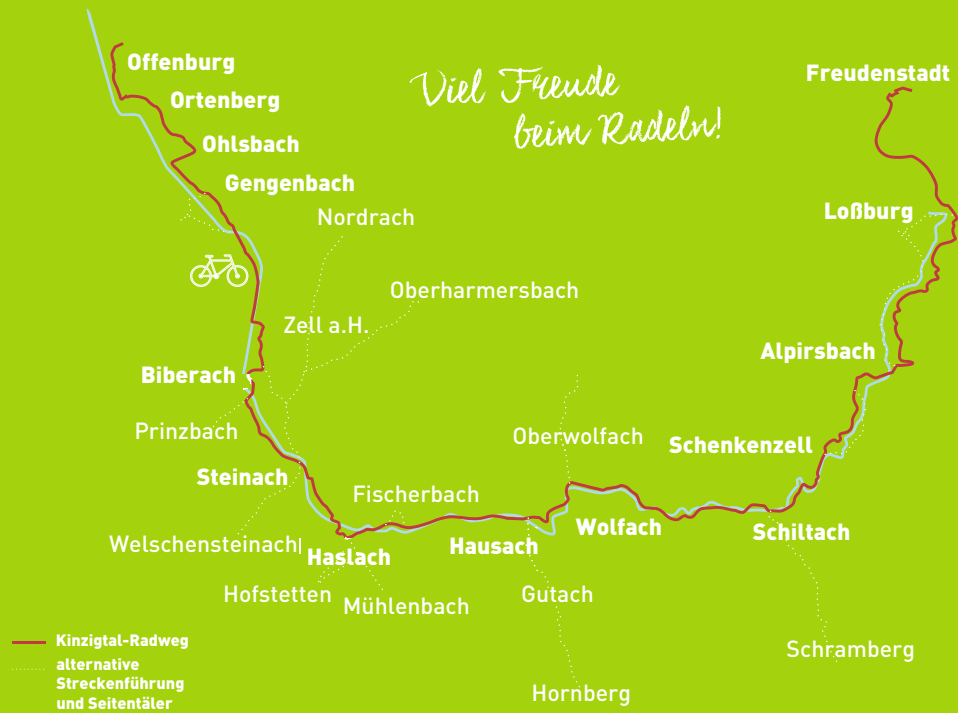 Offenburg
Viel Freude
beim Radeln!
Freudenstadt
Ortenberg
Ohlsbach
Gengenbach
Nordrach
Loßburg
Oberharmersbach
Zell a.H.
Alpirsbach
Biberach
Prinzbach
Oberwolfach
Schenkenzell
Steinach
Fischerbach
Welschensteinach
Haslach
Hausach
Wolfach
Schiltach
Hofstetten
Mühlenbach
Gutach
Schramberg
Hornberg
Kinzigtal-Radweg
alternative
Streckenführung
und Seitentäler